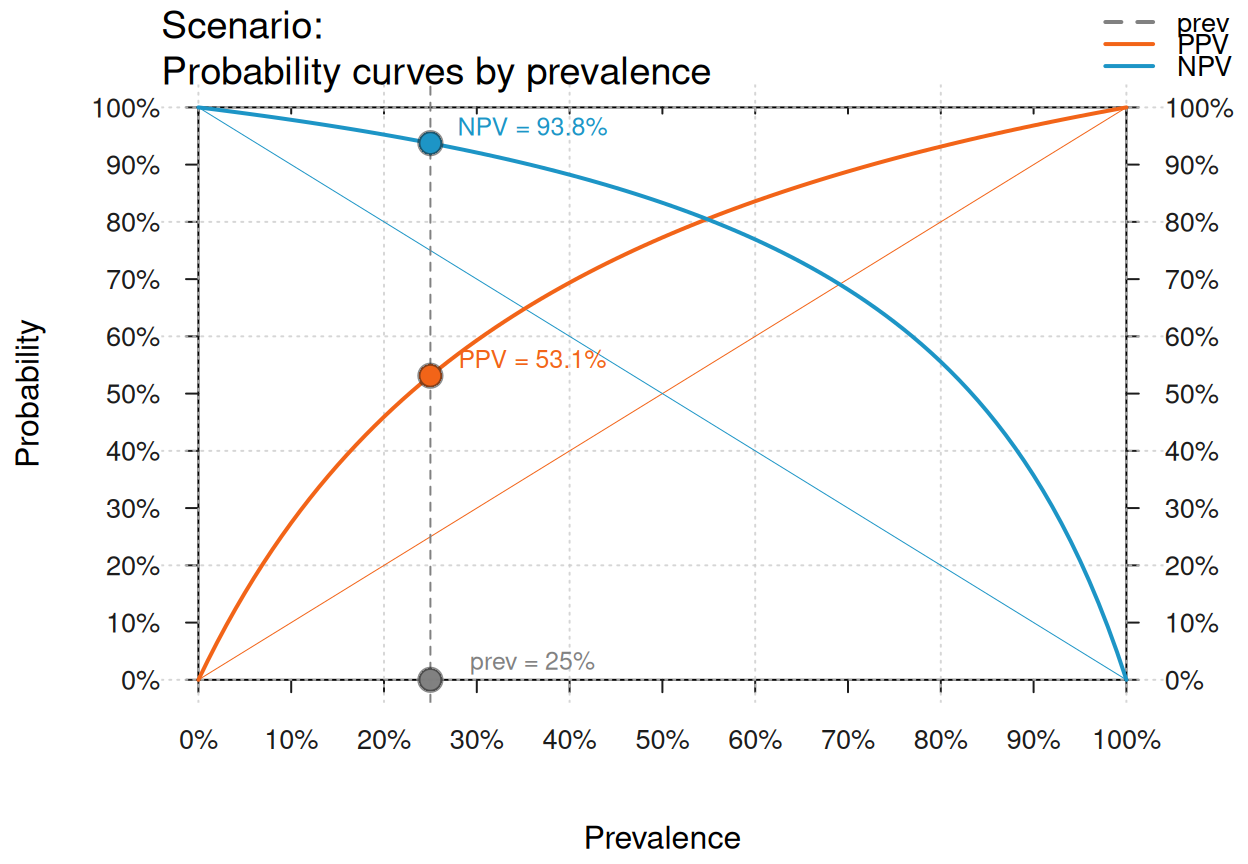 Scenario:
Probability curves by prevalence
prev
PPV
NPV
100%
90%
80%
70%
60%
50%
40%
30%
20%
10%
0%
Probability
NPV = 93.8%
PPV = 53.1%
prev = 25%
100%
90%
80%
70%
60%
50%
40%
30%
20%
10%
0%
0% 10% 20% 30% 40% 50% 60% 70% 80% 90% 100%
Prevalence